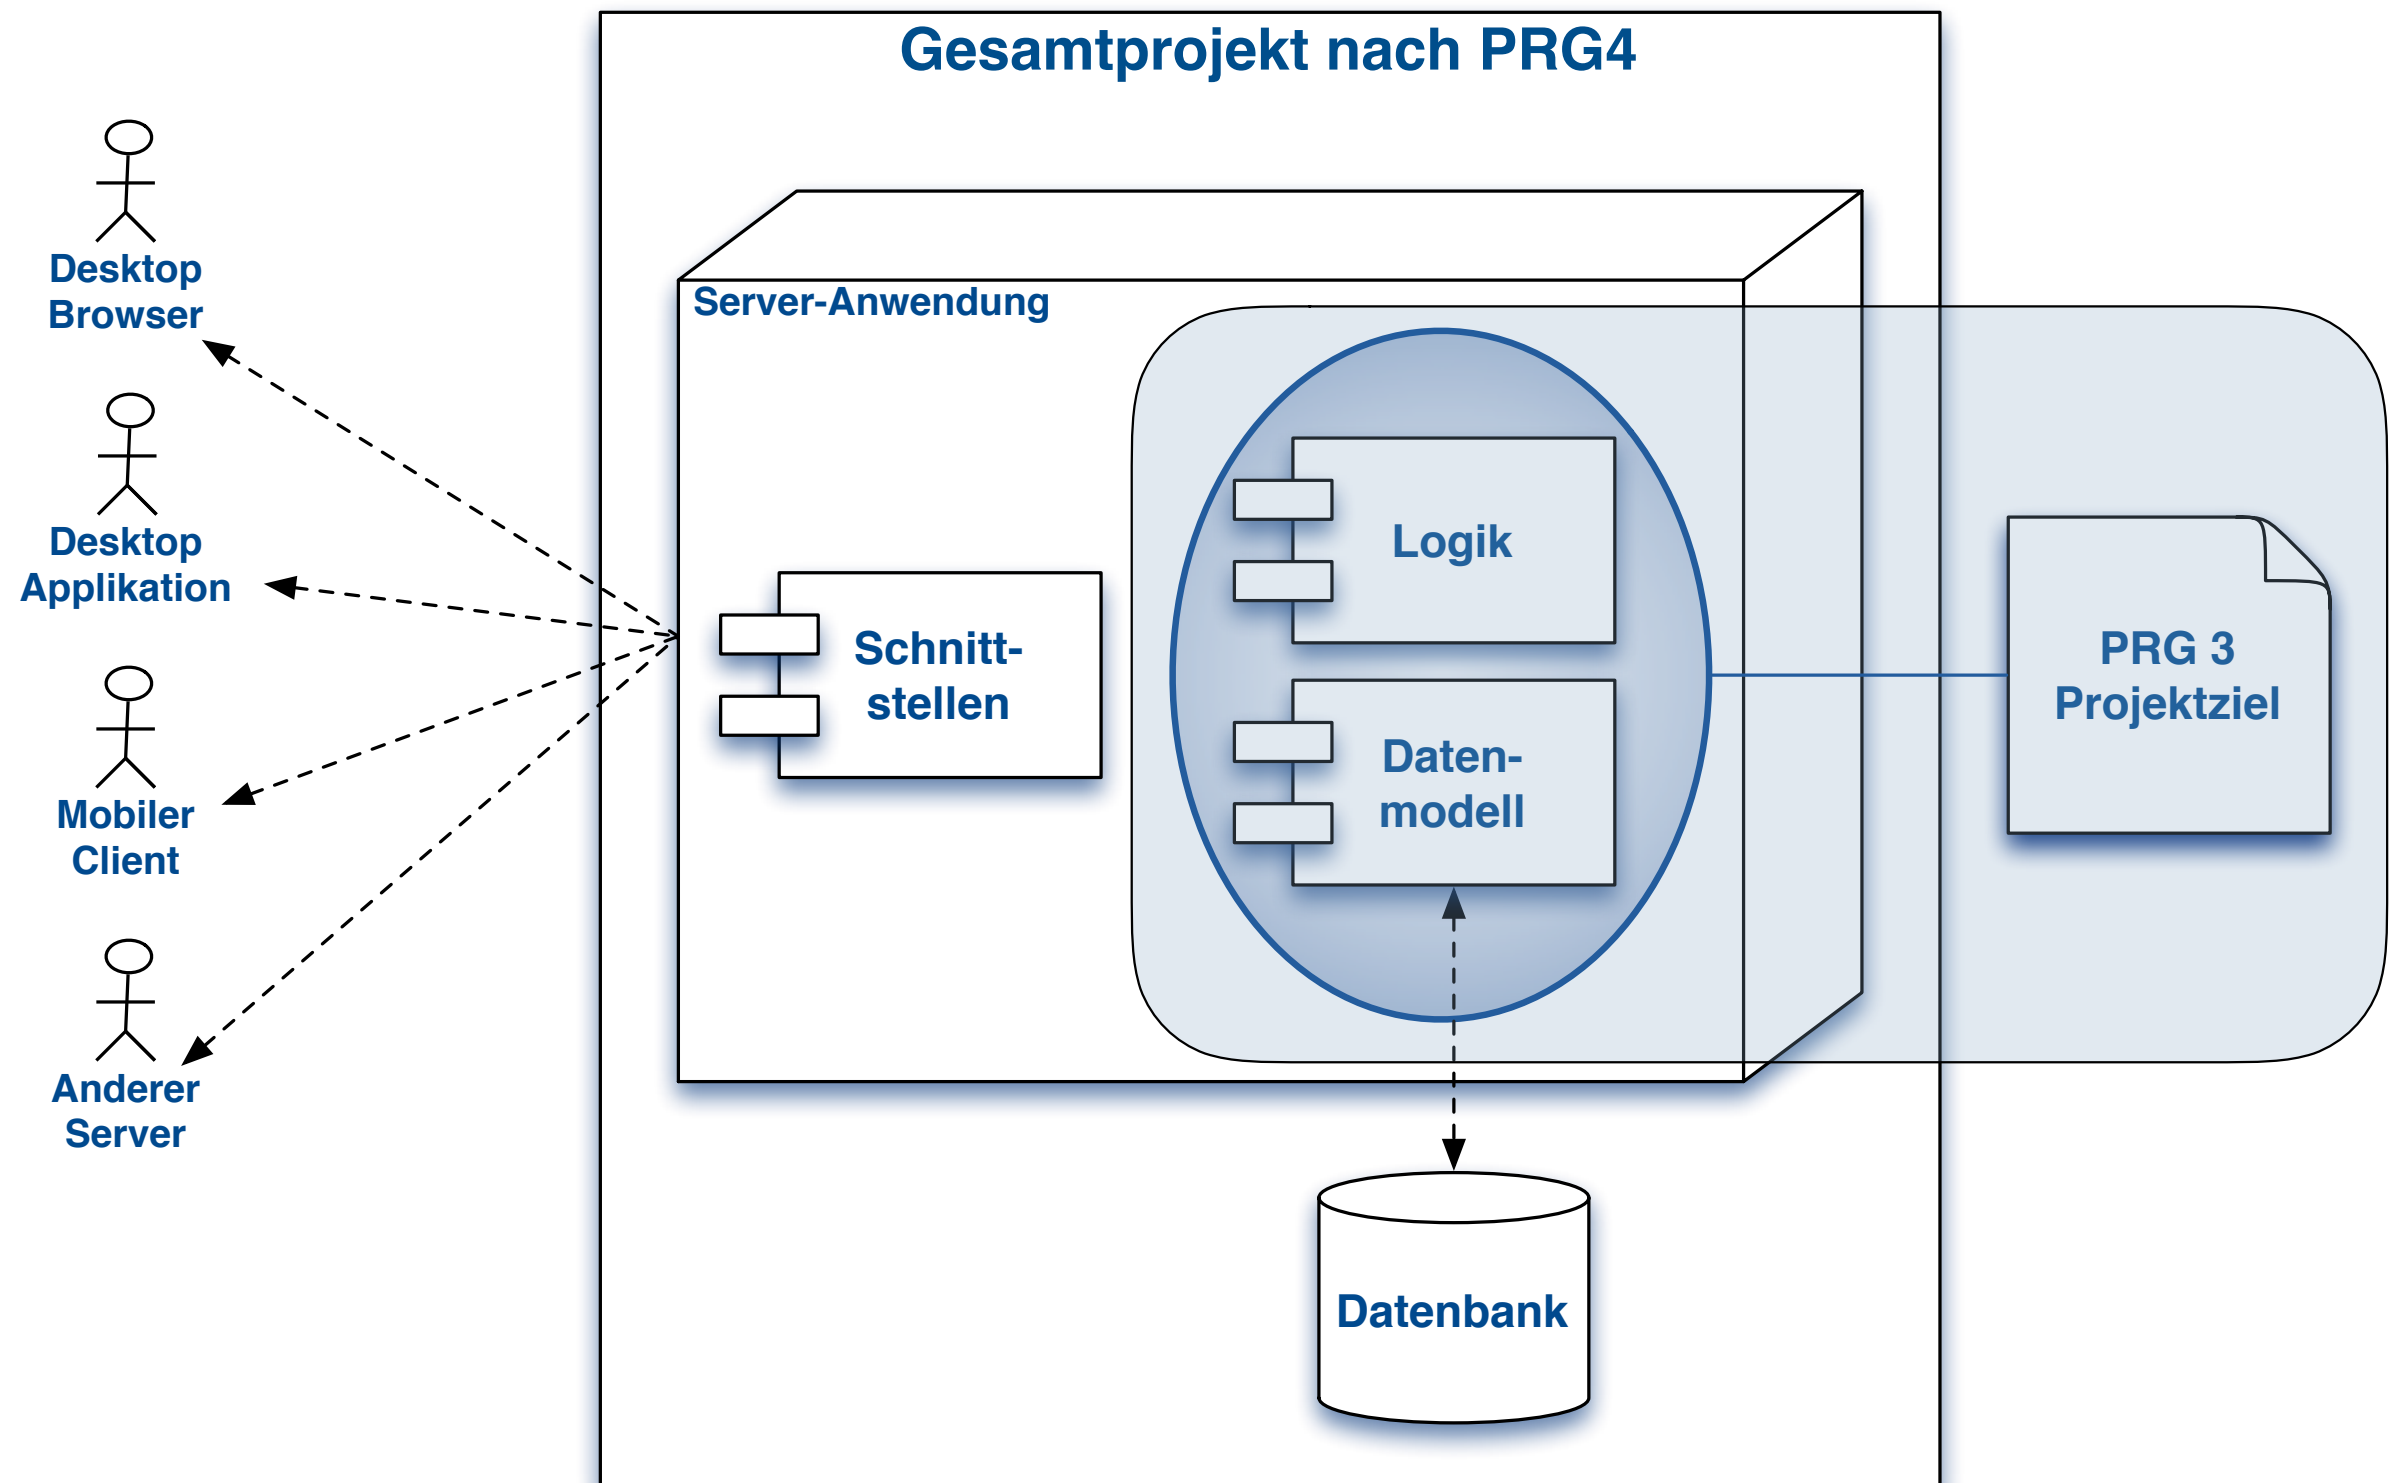 Gesamtprojekt nach PRG4
Desktop
Browser
Desktop
Applikation
Mobiler
Client
Anderer
Server
Server-Anwendung
Schnitt-
stellen
Logik
Daten-
modell
PRG 3
Projektziel
Datenbank